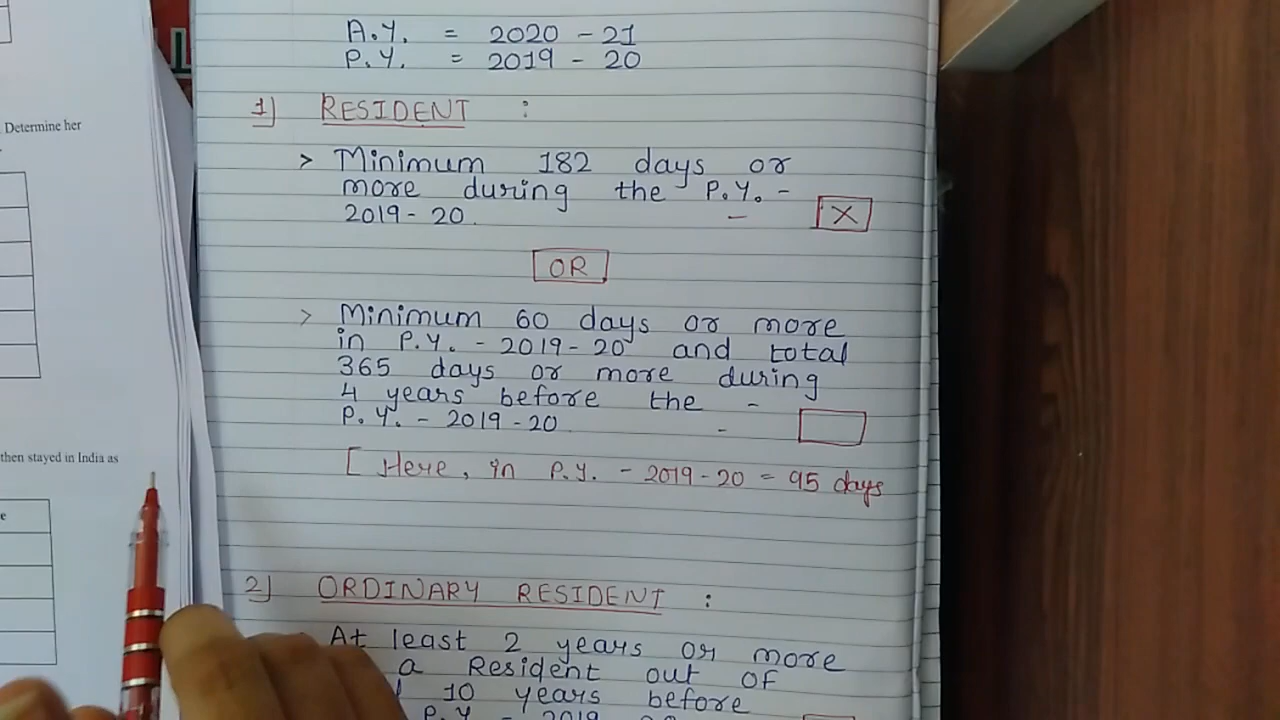 Determine her
then stayed in India as
e
A.Y. = 2020 - 21
P.Y. = 2019 - 20
1] RESIDENT :
> Minimum 182 days or
more during the P.Y. -
2019-20. -
X
OR
> Minimum 60 days or more
in P.Y. - 2019-20 and total
365 days or more during
4 years before the -
P.Y. - 2019-20 -
[ Here, in P.Y. - 2019-20 = 95 days
2] ORDINARY RESIDENT :
At least 2 years or more
a Resident out of
10 years before
P.Y - 2019